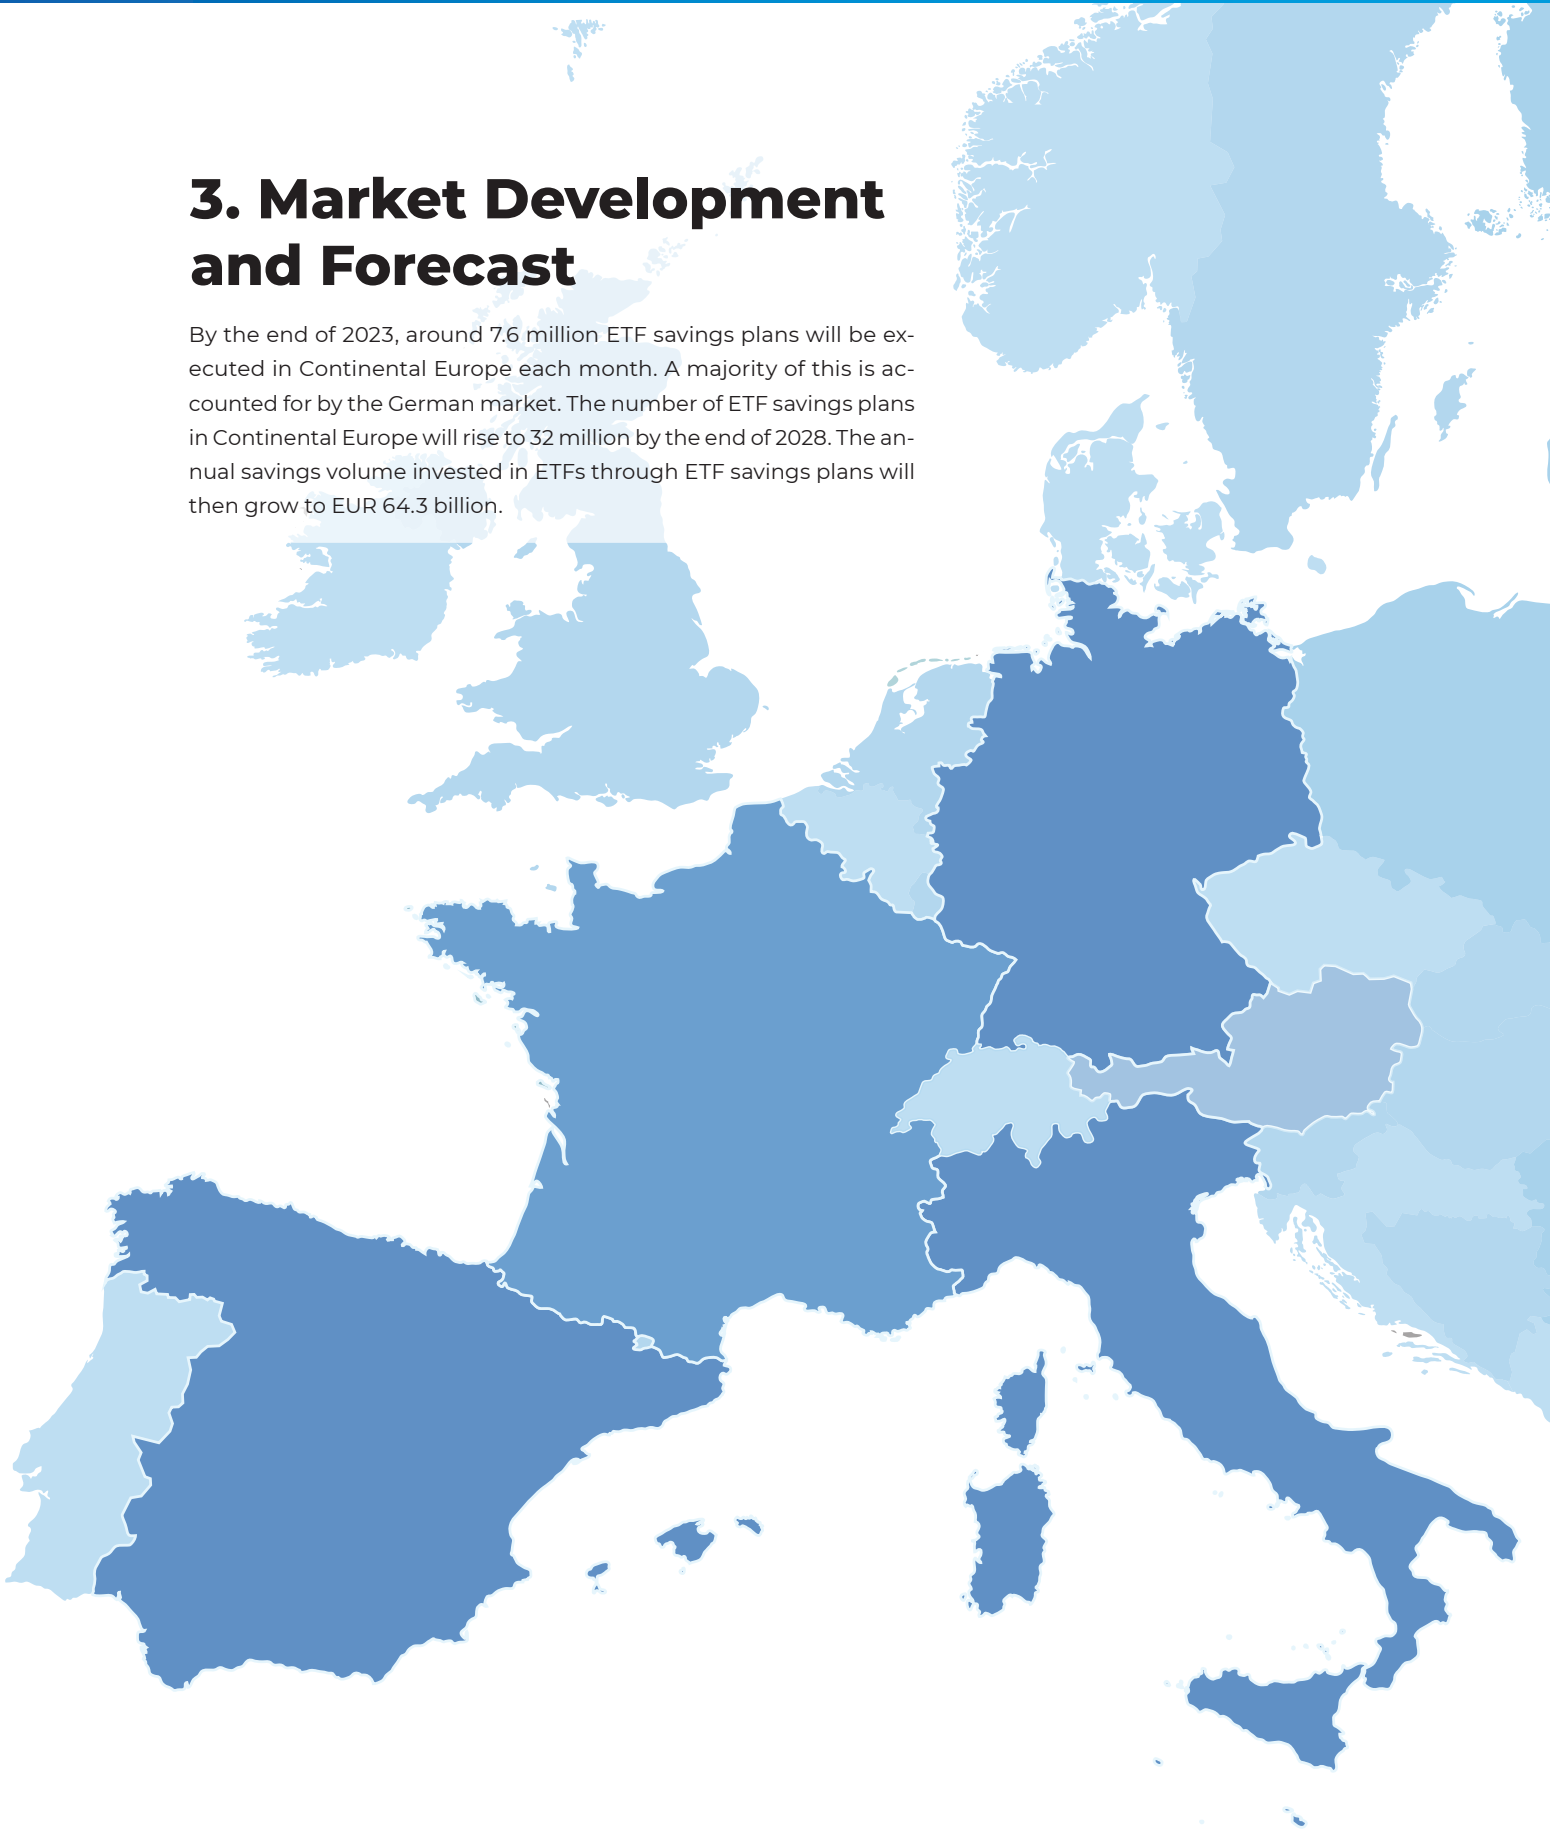 3. Market Development
and Forecast
By the end of 2023, around 7.6 million ETF savings plans will be ex-
ecuted in Continental Europe each month. A majority of this is ac-
counted for by the German market. The number of ETF savings plans
in Continental Europe will rise to 32 million by the end of 2028. The an-
nual savings volume invested in ETFs through ETF savings plans will
then grow to EUR 64.3 billion.